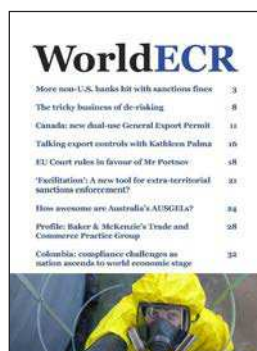 WorldECR
More non-U.S. banks hit with sanctions fines 3
The tricky business of de-risking 8
Canada: new dual-use General Export Permit 11
Talking export controls with Kathleen Palma 16
EU Court rules in favour of Mr Portnov 18
'Facilitation': A new tool for extra-territorial
sanctions enforcement? 21
How awesome are Australia's AUSGELs? 24
Profile: Baker & McKenzie's Trade and
Commerce Practice Group 28
Colombia: compliance challenges as
nation ascends to world economic stage 32